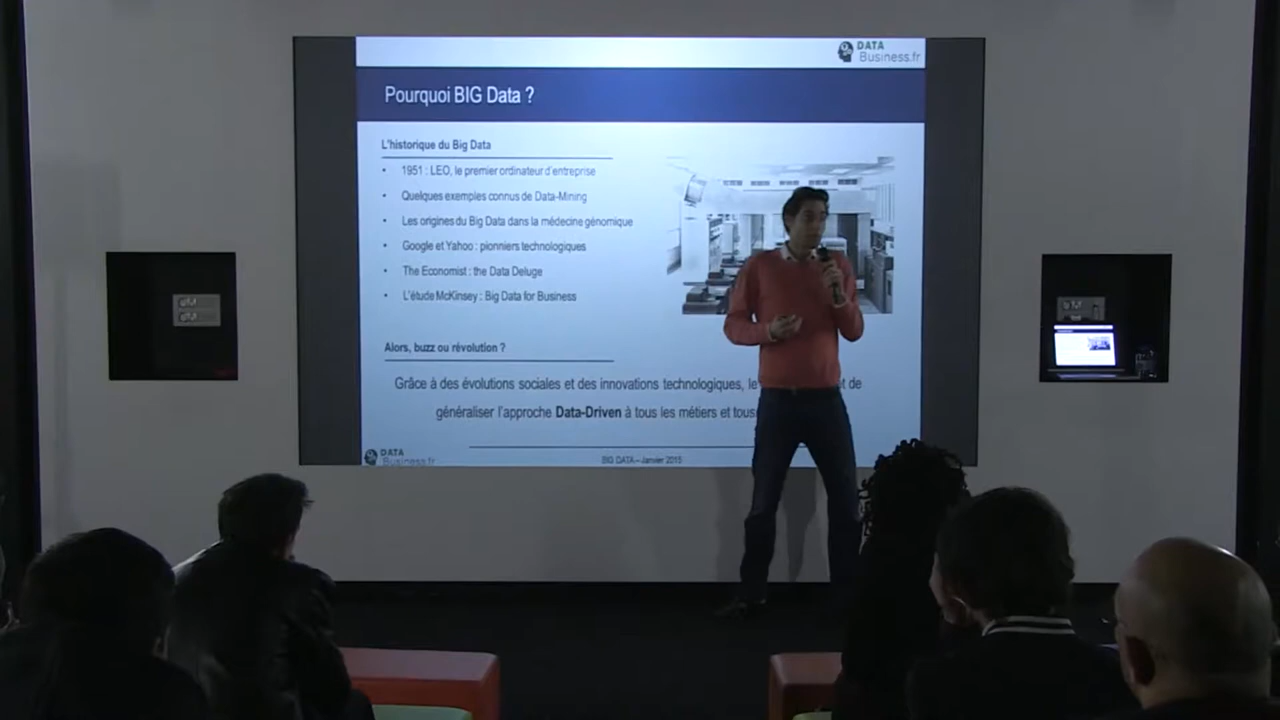 DATA
Business.fr
Pourquoi BIG Data ?
L'historique du Big Data
• 1951 : LEO, le premier ordinateur d'entreprise
• Quelques exemples connus de Data-Mining
• Les origines du Big Data dans la médecine génomique
• Google et Yahoo : pionniers technologiques
• The Economist : the Data Deluge
• L'étude McKinsey : Big Data for Business
Alors, buzz ou révolution ?
Grâce à des évolutions sociales et des innovations technologiques, le et de
généraliser l'approche Data-Driven à tous les métiers et tous
DATA
Business.fr
BIG DATA – Janvier 2015